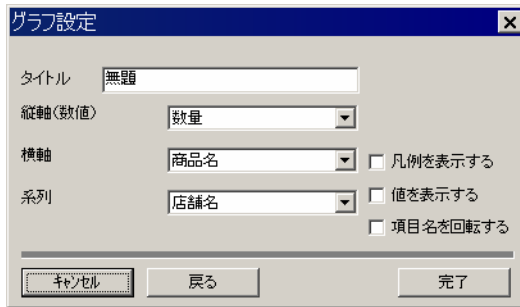 グラフ設定
タイトル 無題
縦軸(数値) 数量
横軸 商品名 凡例を表示する
系列 店舗名 値を表示する
項目名を回転する
キャンセル 戻る 完了